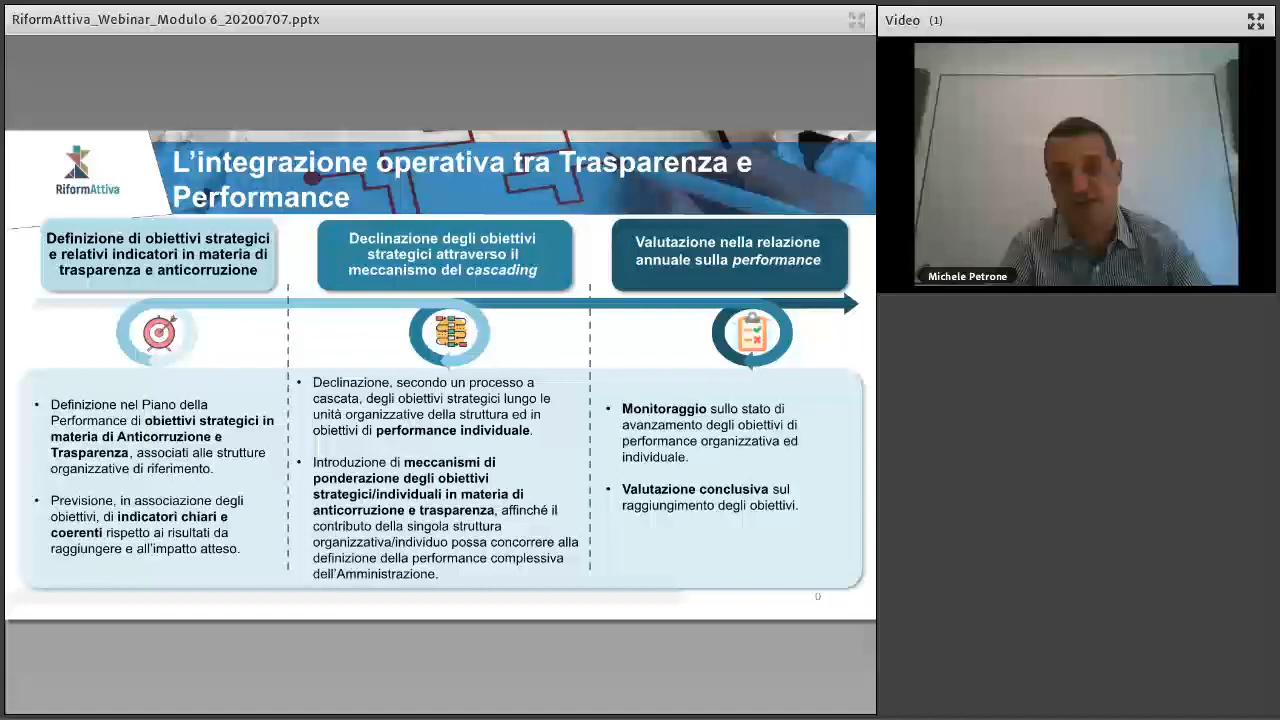 RiformAttiva_Webinar_Modulo 6_20200707.pptx
Video (1)
Michele Petrone
RiformAttiva
L'integrazione operativa tra Trasparenza e
Performance
Definizione di obiettivi strategici
e relativi indicatori in materia di
trasparenza e anticorruzione
Declinazione degli obiettivi
strategici attraverso il
meccanismo del cascading
Valutazione nella relazione
annuale sulla performance
• Definizione nel Piano della
Performance di obiettivi strategici in
materia di Anticorruzione e
Trasparenza, associati alle strutture
organizzative di riferimento.
• Previsione, in associazione degli
obiettivi, di indicatori chiari e
coerenti rispetto ai risultati da
raggiungere e all'impatto atteso.
• Declinazione, secondo un processo a
cascata, degli obiettivi strategici lungo le
unità organizzative della struttura ed in
obiettivi di performance individuale.
• Introduzione di meccanismi di
ponderazione degli obiettivi
strategici/individuali in materia di
anticorruzione e trasparenza, affinché il
contributo della singola struttura
organizzativa/individuo possa concorrere alla
definizione della performance complessiva
dell'Amministrazione.
• Monitoraggio sullo stato di
avanzamento degli obiettivi di
performance organizzativa ed
individuale.
• Valutazione conclusiva sul
raggiungimento degli obiettivi.
0